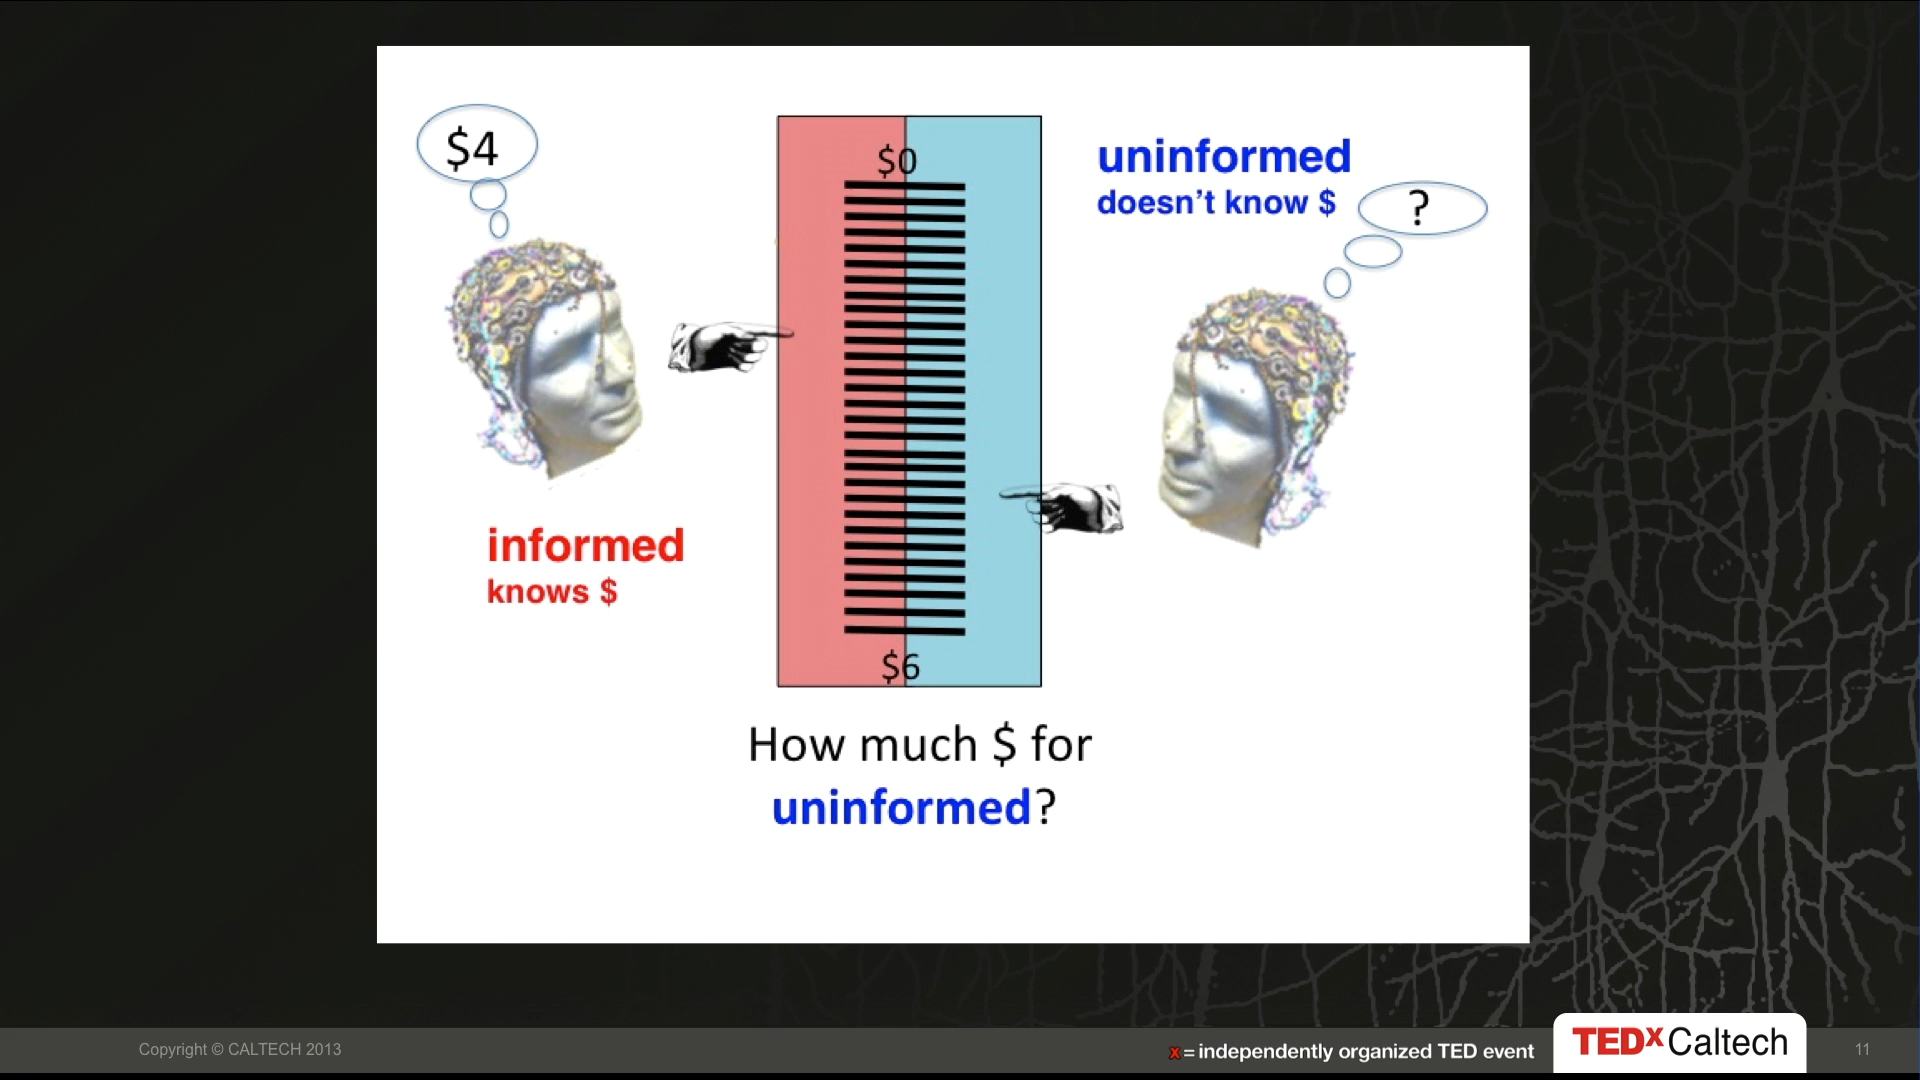 $4
$0
uninformed
doesn't know $
?
informed
knows $
$6
How much $ for
uninformed?
Copyright © CALTECH 2013
x=independently organized TED event
TEDxCaltech
11